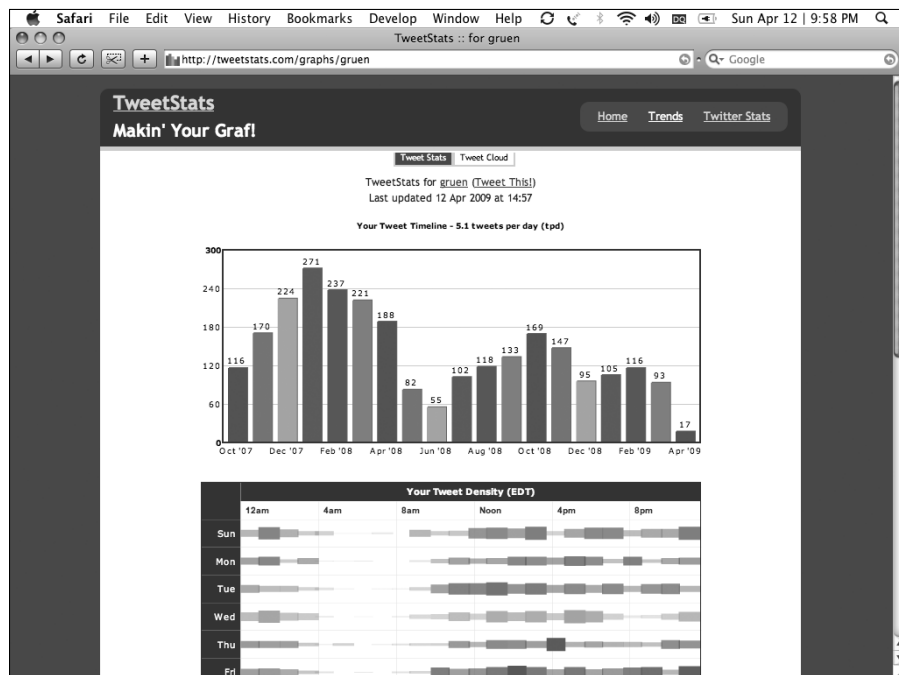 Safari File Edit View History Bookmarks Develop Window Help Sun Apr 12 | 9:58 PM
TweetStats :: for gruen
http://tweetstats.com/graphs/gruen
Google
TweetStats
Makin' Your Graf!
Home Trends Twitter Stats
Tweet Stats Tweet Cloud
TweetStats for gruen (Tweet This!)
Last updated 12 Apr 2009 at 14:57
Your Tweet Timeline - 5.1 tweets per day (tpd)
300
240
180
120
60
0
116 170 224 271 237 221 188 82 55 102 118 133 169 147 95 105 116 93 17
Oct '07 Dec '07 Feb '08 Apr '08 Jun '08 Aug '08 Oct '08 Dec '08 Feb '09 Apr '09
Your Tweet Density (EDT)
12am 4am 8am Noon 4pm 8pm
Sun
Mon
Tue
Wed
Thu
Fri